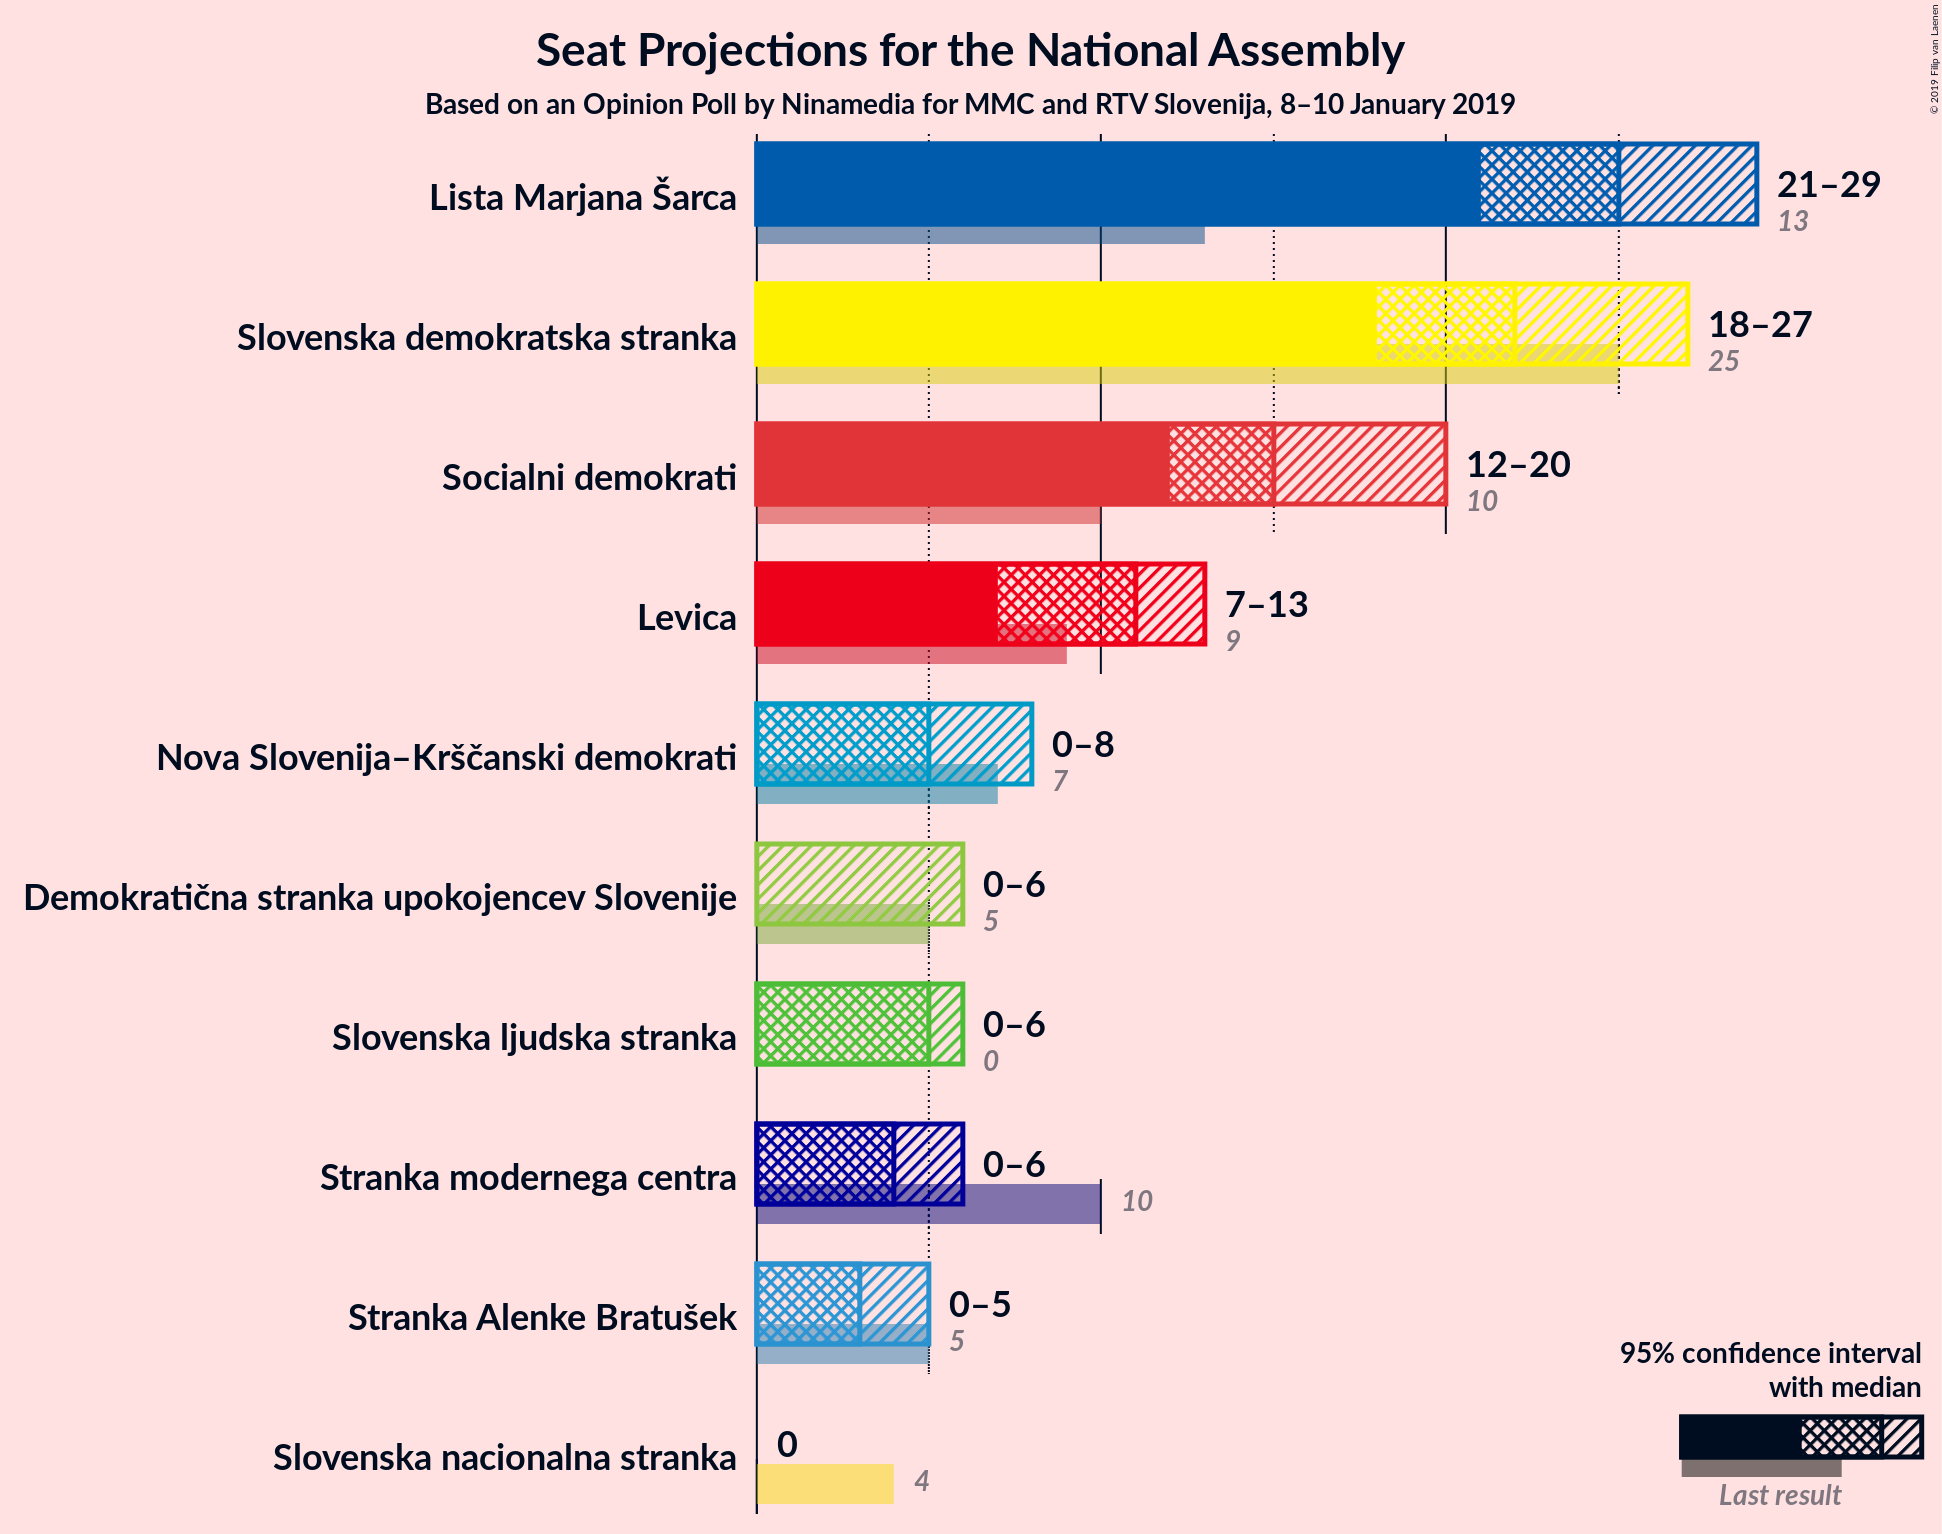 Seat Projections for the National Assembly
Based on an Opinion Poll by Ninamedia for MMC and RTV Slovenija, 8–10 January 2019
© 2019 Filip van Laenen
Lista Marjana Šarca
21–29
13
Slovenska demokratska stranka
18–27
25
Socialni demokrati
12–20
10
Levica
7–13
9
Nova Slovenija–Krščanski demokrati
0–8
7
Demokratična stranka upokojencev Slovenije
0–6
5
Slovenska ljudska stranka
0–6
0
Stranka modernega centra
0–6
10
Stranka Alenke Bratušek
0–5
5
Slovenska nacionalna stranka
0
4
95% confidence interval
with median
Last result